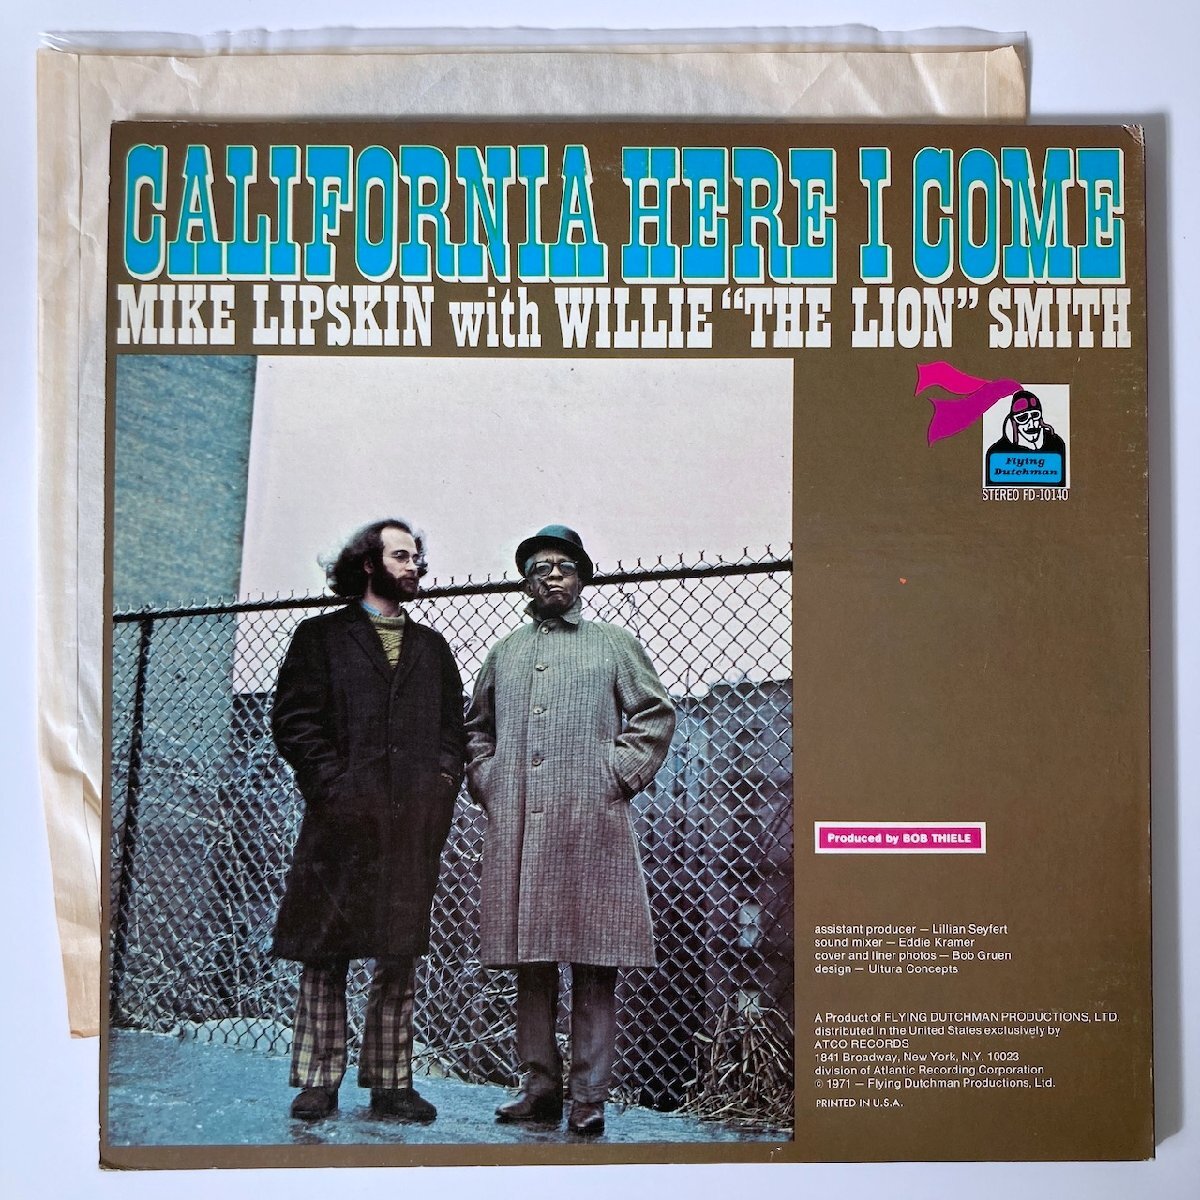 CALIFORNIA HERE I COME
MIKE LIPSKIN with WILLIE “THE LION” SMITH
Flying
Dutchman
STEREO FD-10140
Produced by BOB THIELE
assistant producer — Lillian Seyfert
sound mixer — Eddie Kramer
cover and liner photos — Bob Gruen
design — Ultura Concepts
A Product of FLYING DUTCHMAN PRODUCTIONS, LTD.
distributed in the United States exclusively by
ATCO RECORDS
1841 Broadway, New York, N.Y. 10023
division of Atlantic Recording Corporation
© 1971 — Flying Dutchman Productions, Ltd.
PRINTED IN U.S.A.